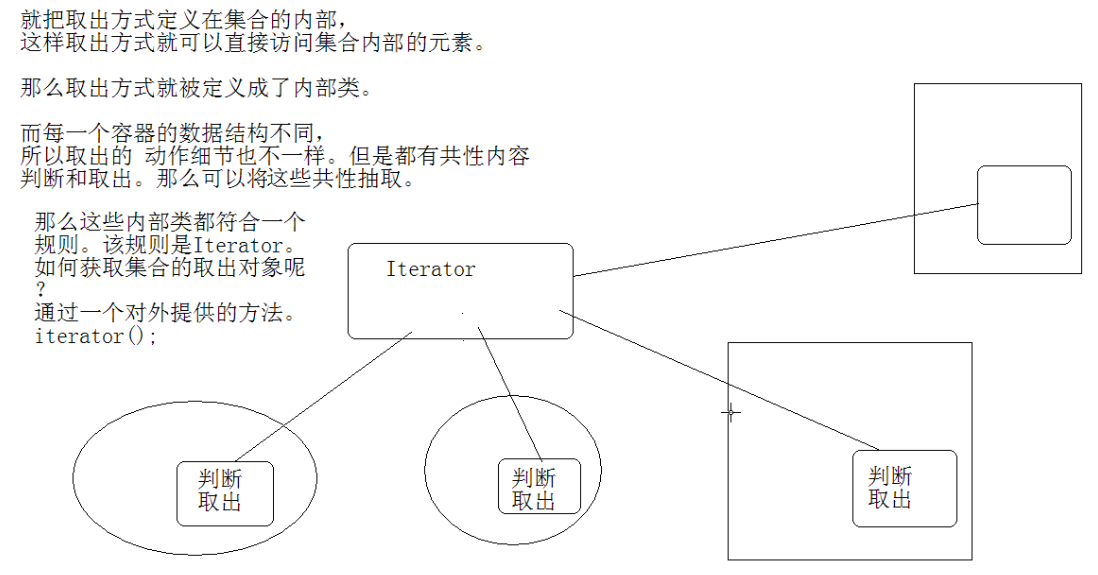 就把取出方式定义在集合的内部，
这样取出方式就可以直接访问集合内部的元素。
那么取出方式就被定义成了内部类。
而每一个容器的数据结构不同，
所以取出的 动作细节也不一样。但是都有共性内容
判断和取出。那么可以将这些共性抽取。
那么这些内部类都符合一个
规则。该规则是Iterator。
如何获取集合的取出对象呢
？
通过一个对外提供的方法。
iterator();
Iterator
判断
取出
判断
取出
判断
取出